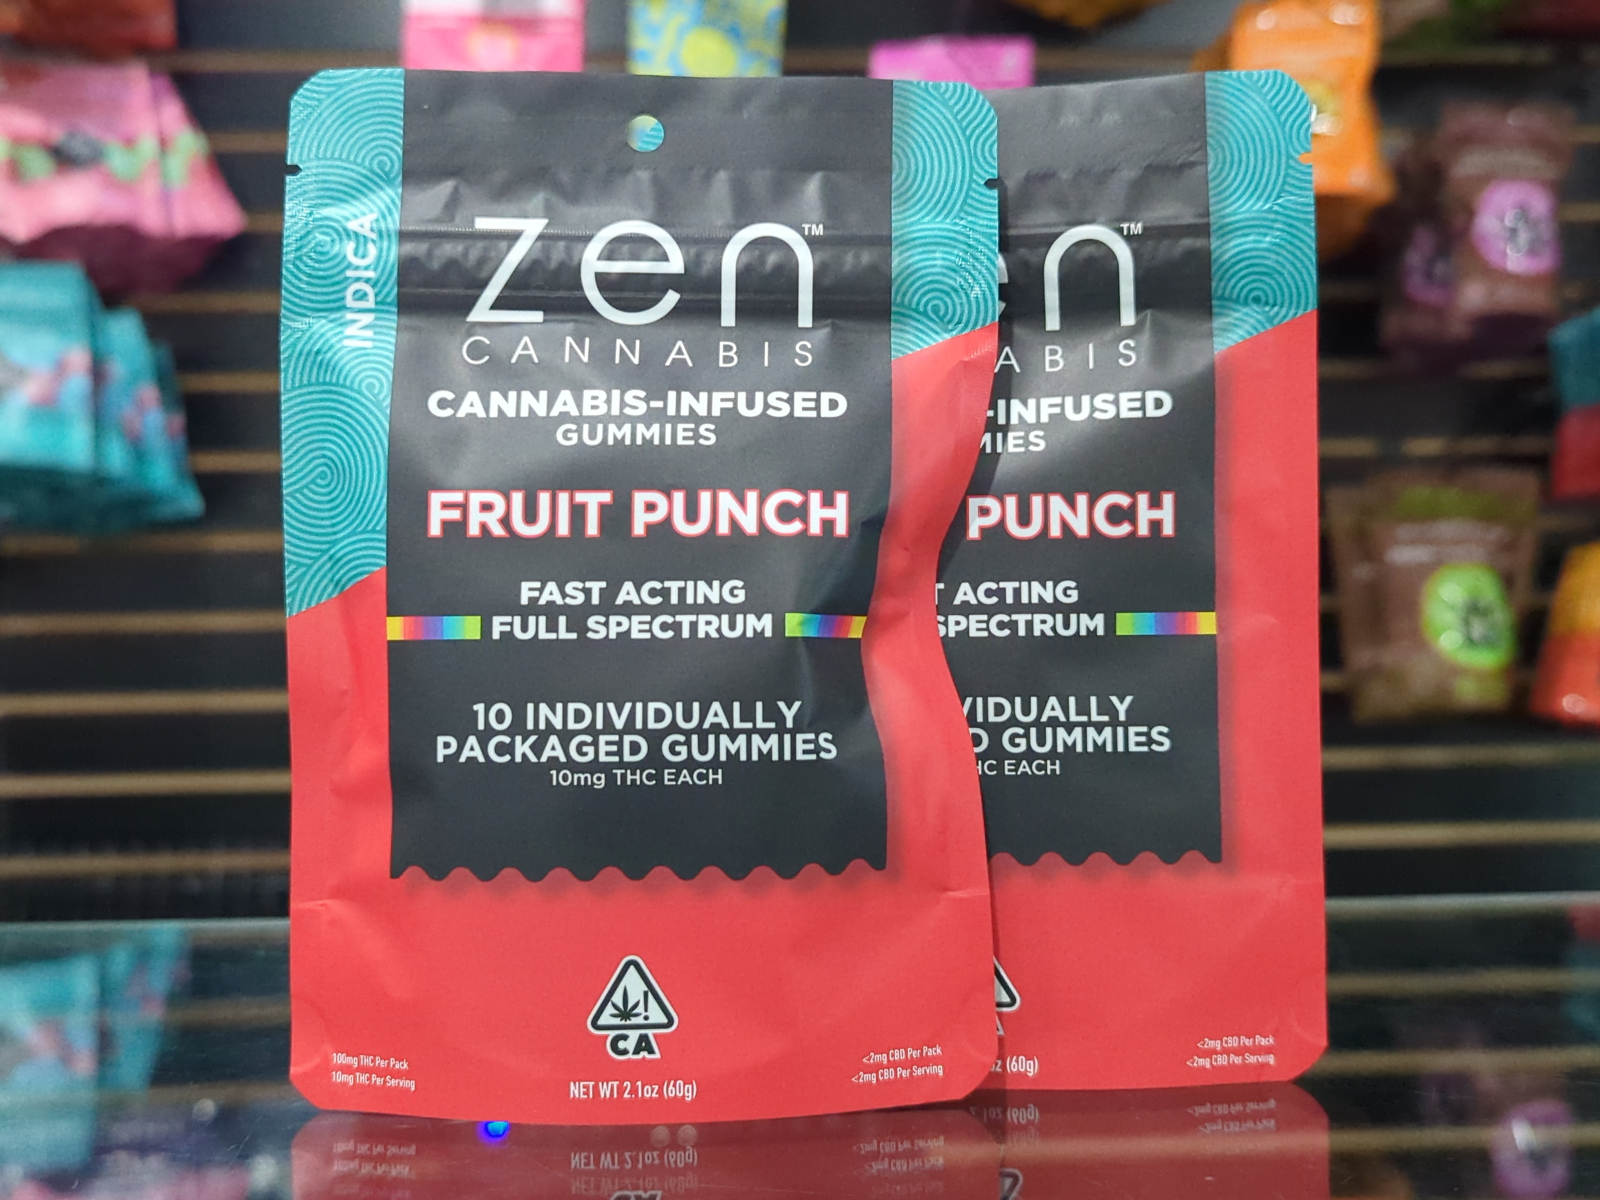 INDICA
zen™
CANNABIS
CANNABIS-INFUSED
GUMMIES
FRUIT PUNCH
FAST ACTING
FULL SPECTRUM
10 INDIVIDUALLY
PACKAGED GUMMIES
10mg THC EACH
CA
100mg THC Per Pack
10mg THC Per Serving
NET WT 2.1oz (60g)
<2mg CBD Per Pack
<2mg CBD Per Serving
en™
ABIS
-INFUSED
MIES
PUNCH
T ACTING
SPECTRUM
VIDUALLY
D GUMMIES
HC EACH
oz (60g)
<2mg CBD Per Pack
<2mg CBD Per Serving